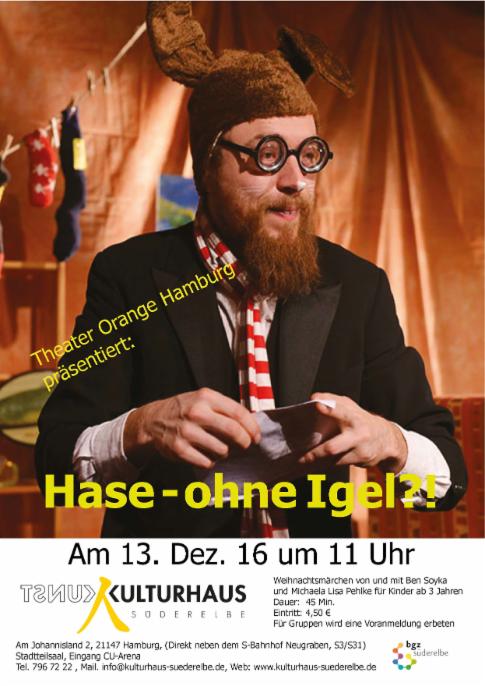 Theater Orange Hamburg
präsentiert:
Hase - ohne Igel?!
Am 13. Dez. 16 um 11 Uhr
KUNST KULTURHAUS
SÜDERELBE
Weihnachtsmärchen von und mit Ben Soyka
und Michaela Lisa Pehlke für Kinder ab 3 Jahren
Dauer: 45 Min.
Eintritt: 4,50 €
Für Gruppen wird eine Voranmeldung erbeten
Am Johannisland 2, 21147 Hamburg, (Direkt neben dem S-Bahnhof Neugraben, S3/S31)
Stadtteilsaal, Eingang CU-Arena
Tel. 796 72 22 , Mail. info@kulturhaus-suederelbe.de, Web: www.kulturhaus-suederelbe.de
bgz
süderelbe